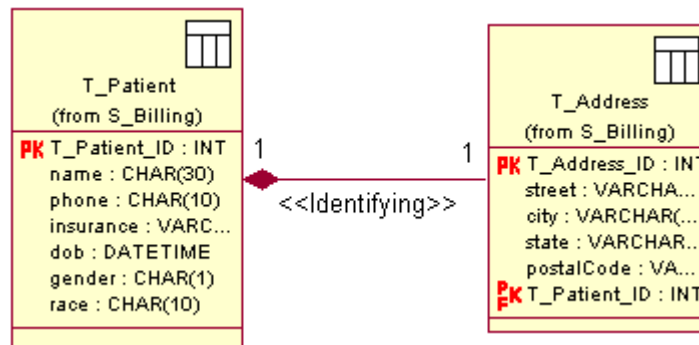 T_Patient
(from S_Billing)
PK T_Patient_ID : INT
name : CHAR(30)
phone : CHAR(10)
insurance : VARC...
dob : DATETIME
gender : CHAR(1)
race : CHAR(10)
1
1
<<Identifying>>
T_Address
(from S_Billing)
PK T_Address_ID : INT
street : VARCHA...
city : VARCHAR(...
state : VARCHAR...
postalCode : VA...
PFK T_Patient_ID : INT